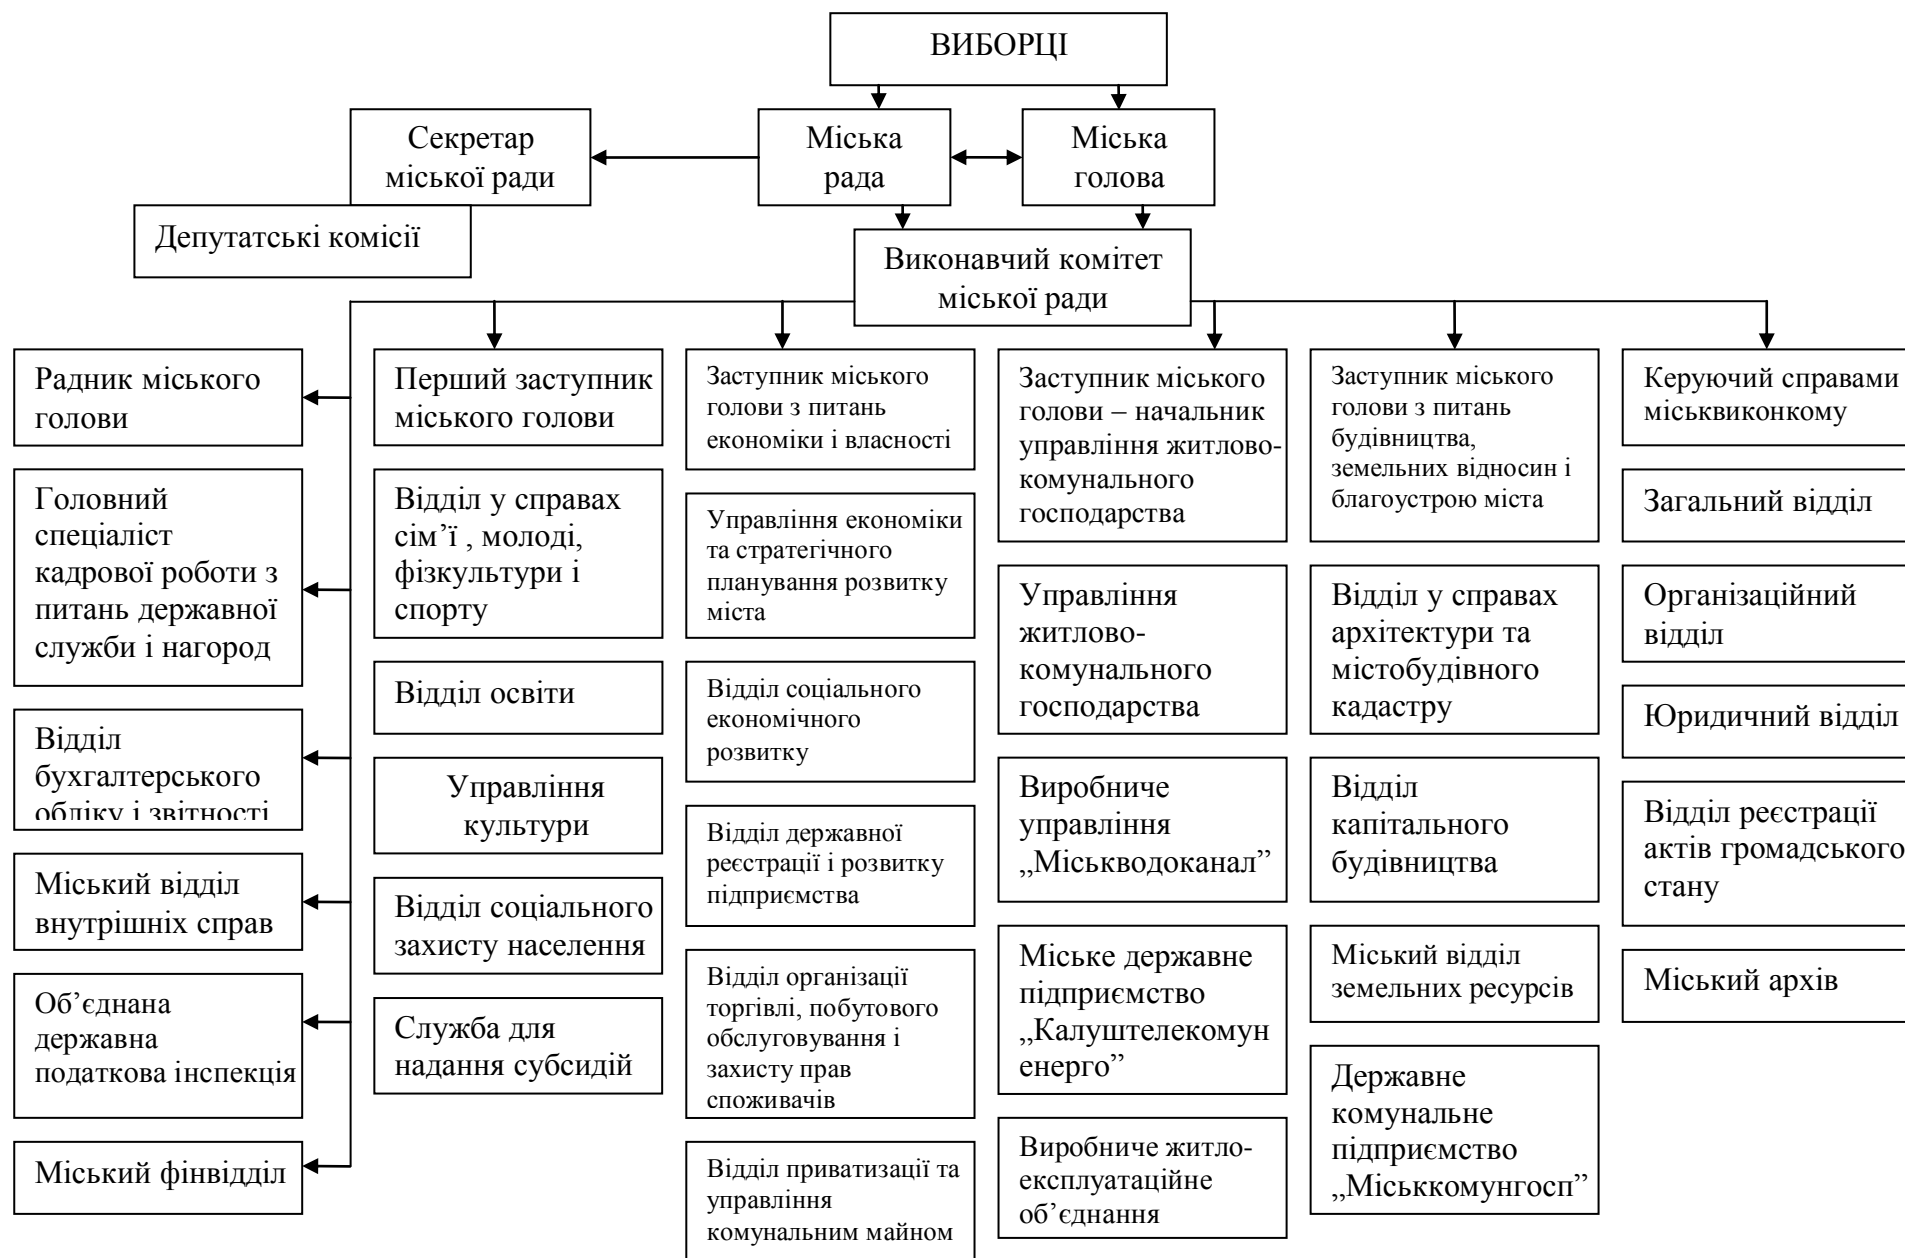 ВИБОРЦІ
Секретар
міської ради
Міська
рада
Міська
голова
Депутатські комісії
Виконавчий комітет
міської ради
Радник міського
голови
Головний
спеціаліст
кадрової роботи з
питань державної
служби і нагород
Відділ
бухгалтерського
обліку і звітності
Міський відділ
внутрішніх справ
Об’єднана
державна
податкова інспекція
Міський фінвідділ
Перший заступник
міського голови
Відділ у справах
сім’ї , молоді,
фізкультури і
спорту
Відділ освіти
Управління
культури
Відділ соціального
захисту населення
Служба для
надання субсидій
Заступник міського
голови з питань
економіки і власності
Управління економіки
та стратегічного
планування розвитку
міста
Відділ соціального
економічного
розвитку
Відділ державної
реєстрації і розвитку
підприємства
Відділ організації
торгівлі, побутового
обслуговування і
захисту прав
споживачів
Відділ приватизації та
управління
комунальним майном
Заступник міського
голови – начальник
управління житлово-
комунального
господарства
Управління
житлово-
комунального
господарства
Виробниче
управління
„Міськводоканал”
Міське державне
підприємство
„Калуштелекомун
енерго”
Виробниче житло-
експлуатаційне
об’єднання
Заступник міського
голови з питань
будівництва,
земельних відносин і
благоустрою міста
Відділ у справах
архітектури та
містобудівного
кадастру
Відділ
капітального
будівництва
Міський відділ
земельних ресурсів
Державне
комунальне
підприємство
„Міськкомунгосп”
Керуючий справами
міськвиконкому
Загальний відділ
Організаційний
відділ
Юридичний відділ
Відділ реєстрації
актів громадського
стану
Міський архів